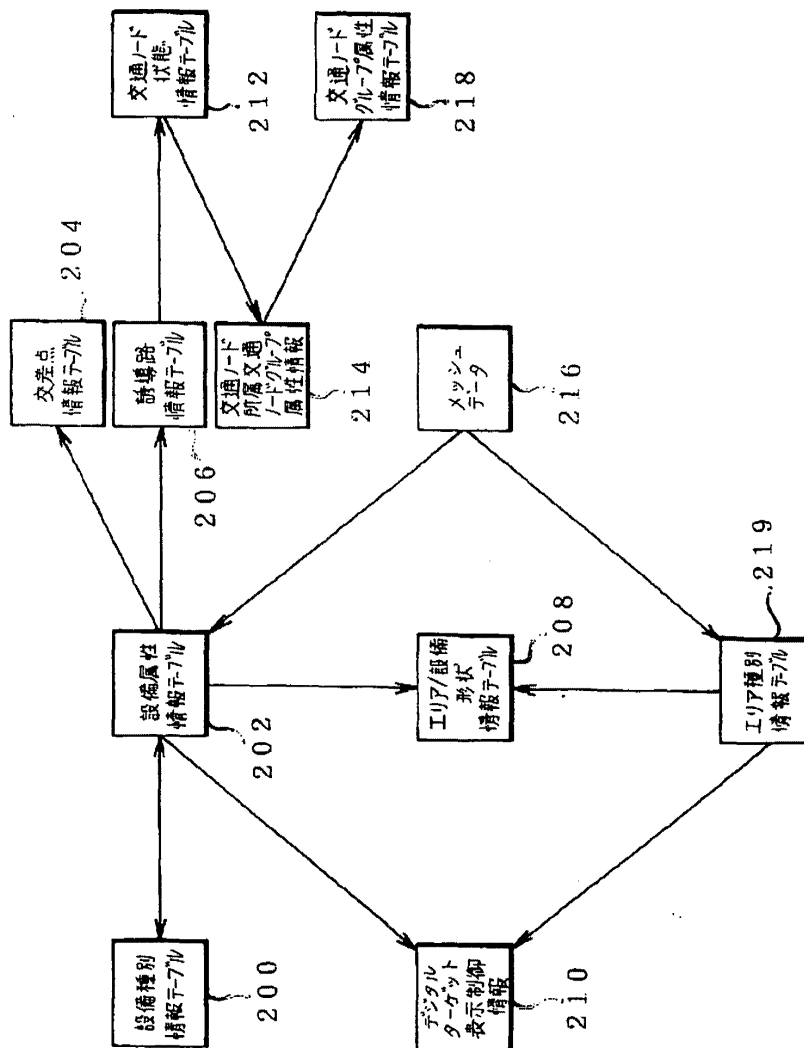 設備種別
情報テーブル
200
設備属性
情報テーブル
202
交差点
情報テーブル
204
誘導路
情報テーブル
206
交通ノード
状態
情報テーブル
212
交通ノード
所属交通
ノードグループ
属性情報
214
交通ノード
グループ属性
情報テーブル
218
デジタル
ターゲット
表示制御
情報
210
エリア/設備
形状
情報テーブル
208
メッシュ
データ
216
エリア種別
情報テーブル
219